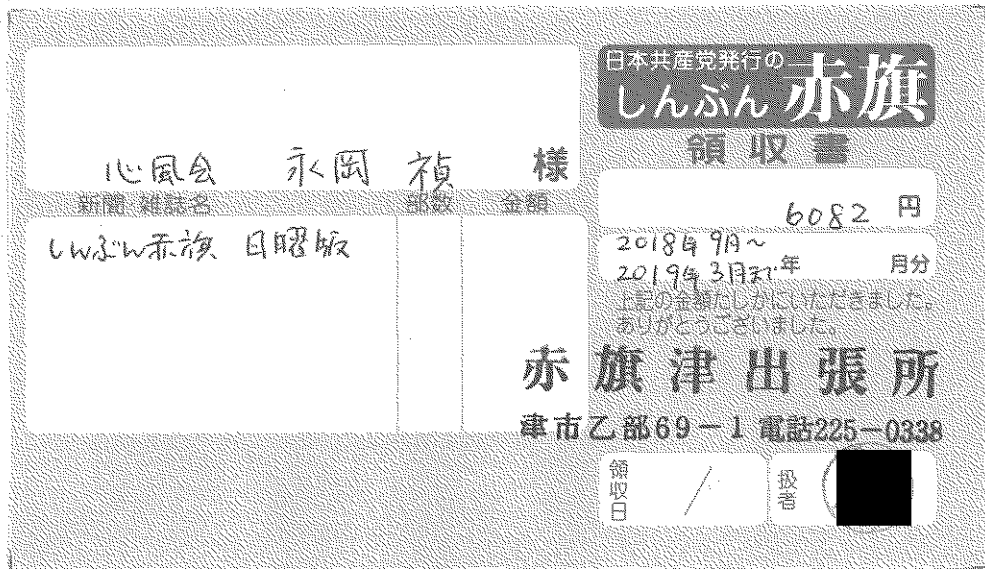 心風会 永岡 禎 様
新聞 雑誌名 部数 金額
しんぶん赤旗 日曜版
日本共産党発行の
しんぶん赤旗
領収書
6082 円
2018年9月〜
2019年3月まで 年 月分
上記の金額たしかにいただきました。
ありがとうございました。
赤旗津出張所
津市乙部69-1 電話225-0338
領収日 /
扱者